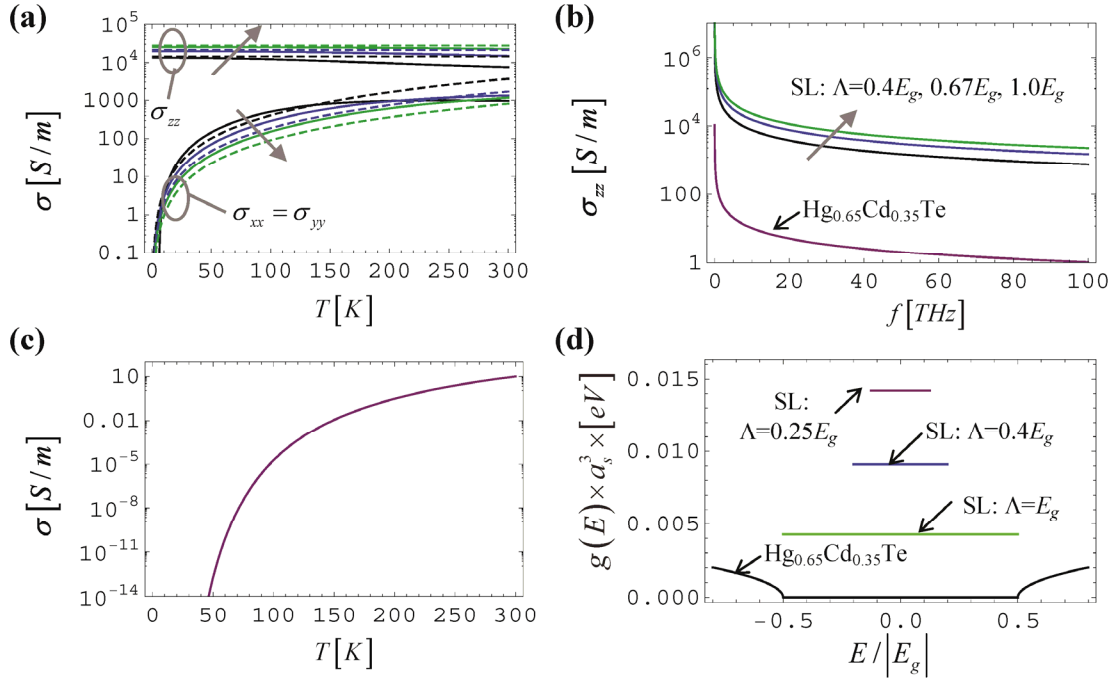 (a)
10^5
10^4
1000
100
10
1
0.1
σ [S/m]
σ_zz
σ_xx = σ_yy
0 50 100 150 200 250 300
T [K]
(b)
10^6
10^4
100
1
σ_zz [S/m]
SL: Λ=0.4E_g, 0.67E_g, 1.0E_g
Hg_0.65Cd_0.35Te
0 20 40 60 80 100
f [THz]
(c)
10
0.01
10^-5
10^-8
10^-11
10^-14
σ [S/m]
0 50 100 150 200 250 300
T [K]
(d)
0.015
0.010
0.005
0.000
g(E) × a_s^3 × [eV]
SL:
Λ=0.25E_g
SL: Λ=0.4E_g
SL: Λ=E_g
Hg_0.65Cd_0.35Te
-0.5 0.0 0.5
E/|E_g|